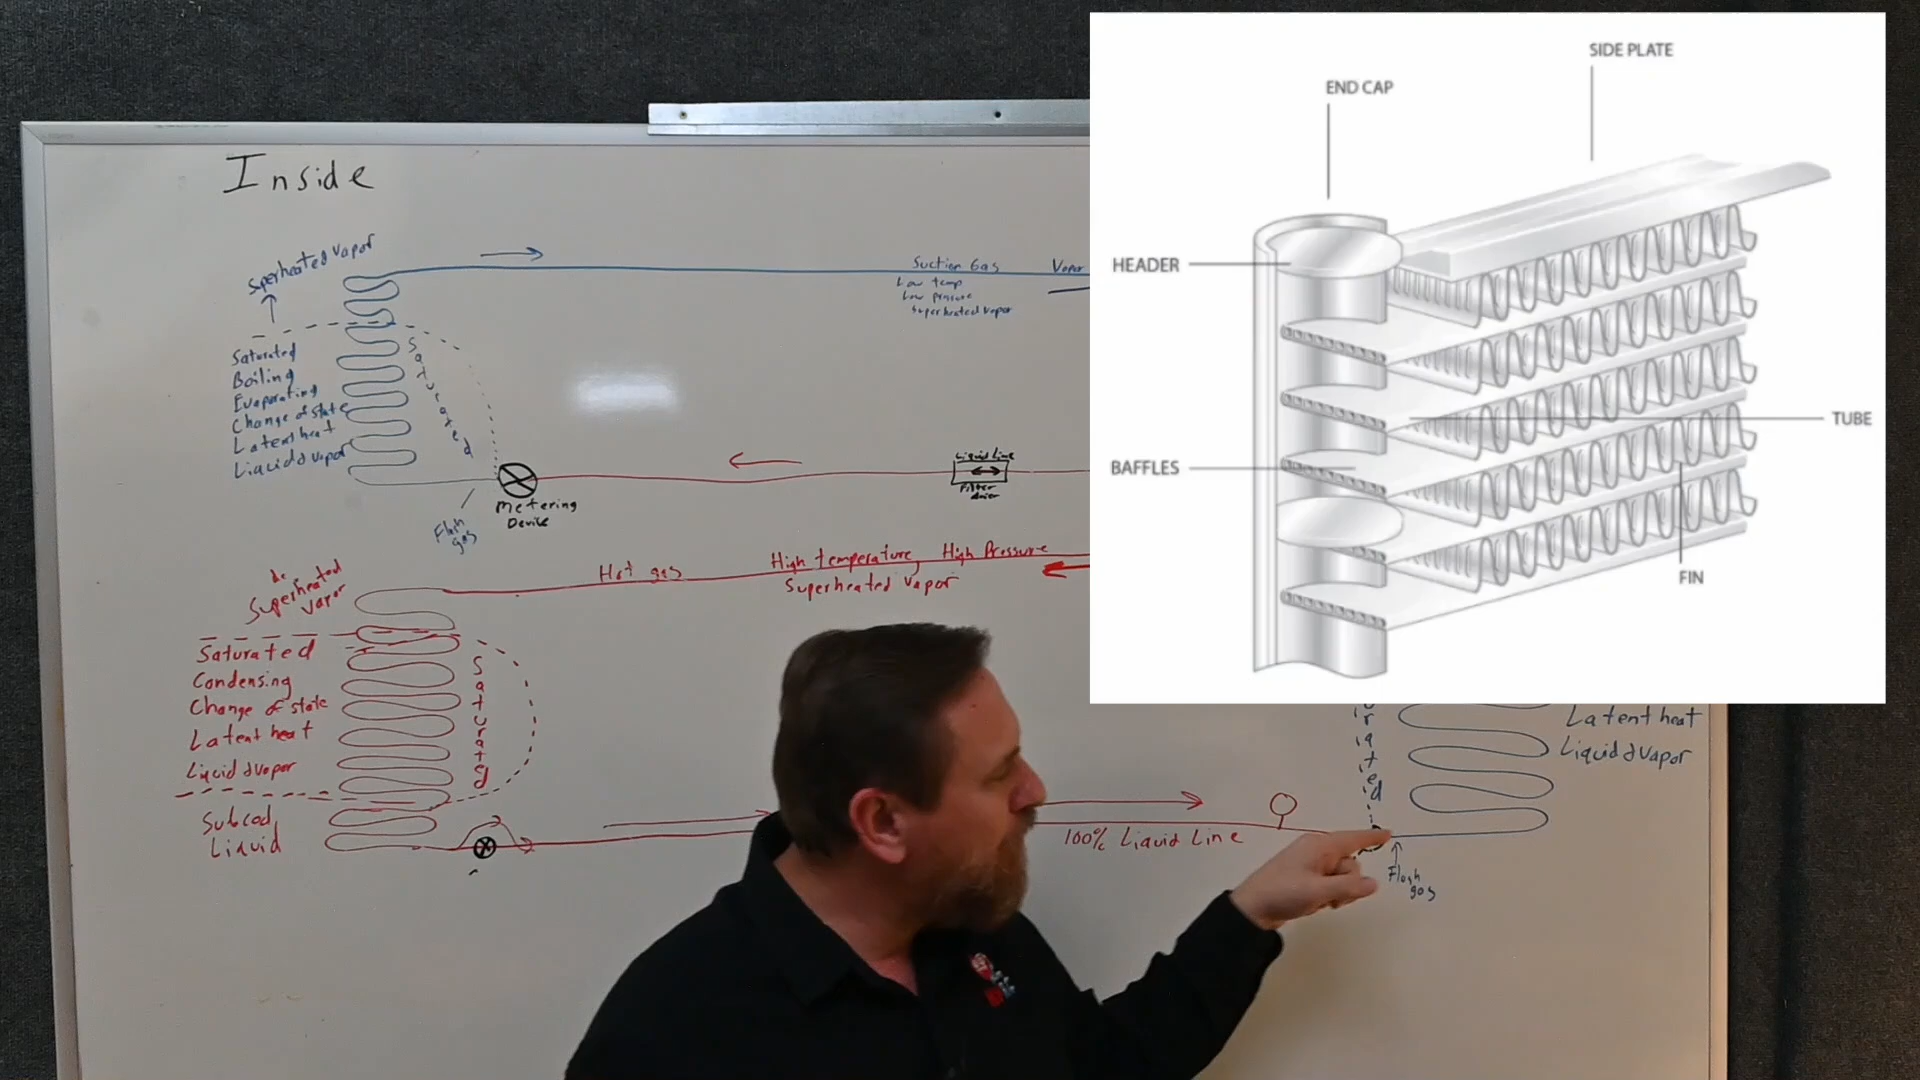 Inside
Superheated Vapor
Saturated
Boiling
Evaporating
Change of state
Latent heat
Liquid & vapor
Saturated
Flash
gas
Metering
Device
Suction Gas
Low temp
Low pressure
Superheated Vapor
Vapor
Liquid Line
Filter
drier
de
Superheated
Vapor
Hot gas
High temperature High Pressure
Superheated Vapor
Saturated
Condensing
Change of state
Latent heat
Liquid & vapor
Subcool
Liquid
Saturated
100% Liquid Line
urated
Latent heat
Liquid & vapor
Flash
gas
SIDE PLATE
END CAP
HEADER
TUBE
BAFFLES
FIN